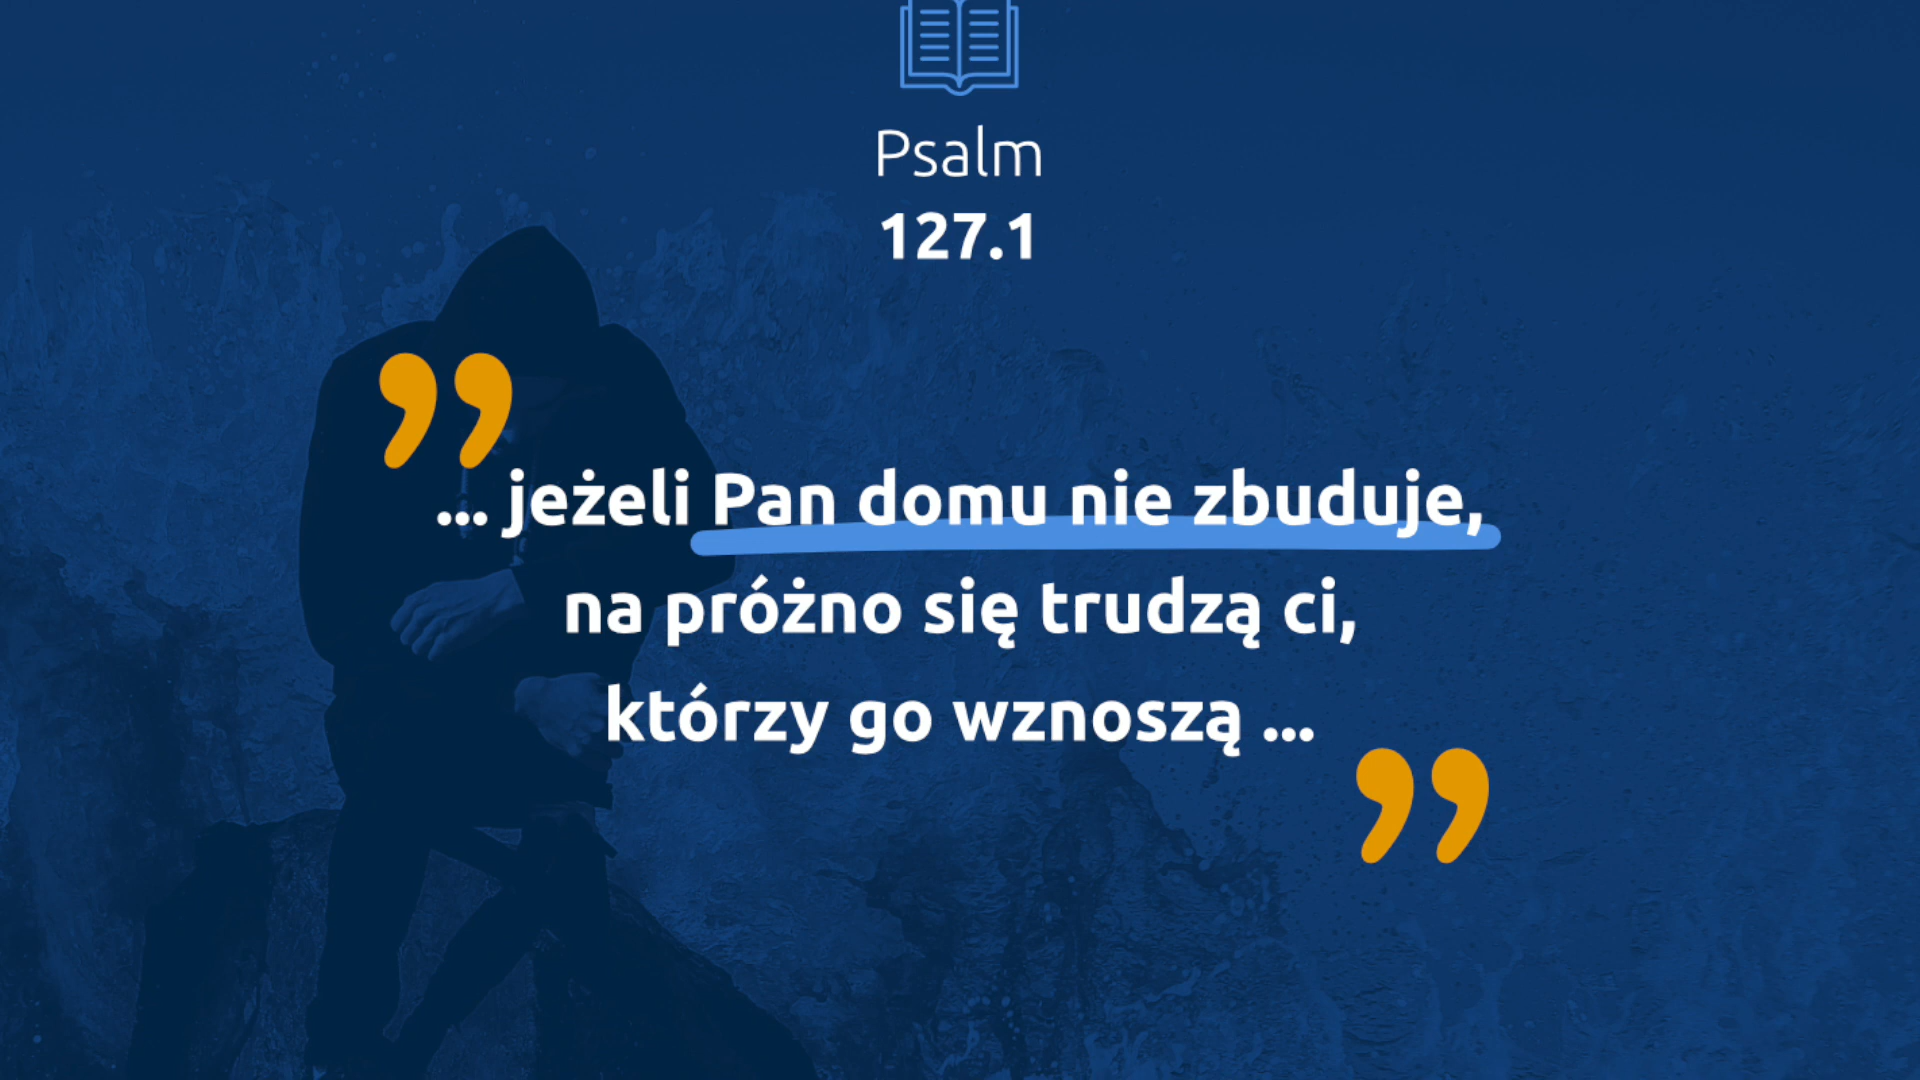 Psalm
127.1
” ... jeżeli Pan domu nie zbuduje,
na próżno się trudzą ci,
którzy go wznoszą ... ”